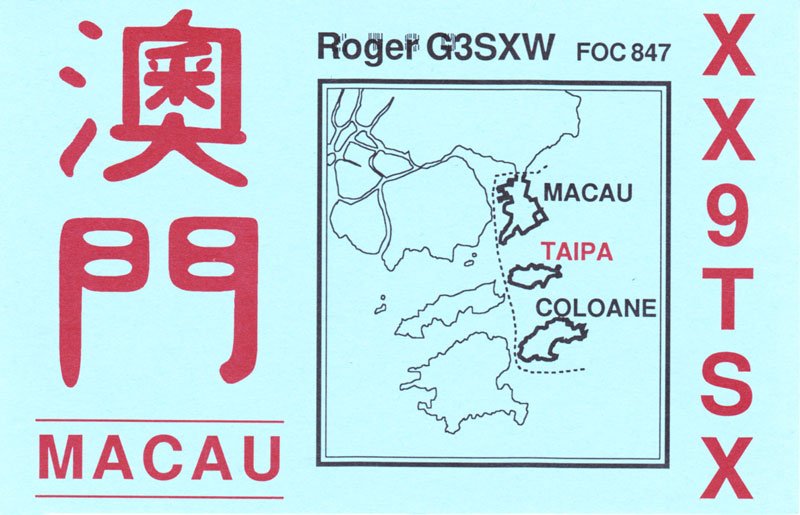 澳門
MACAU
Roger G3SXW FOC 847
MACAU
TAIPA
COLOANE
XX9TSX